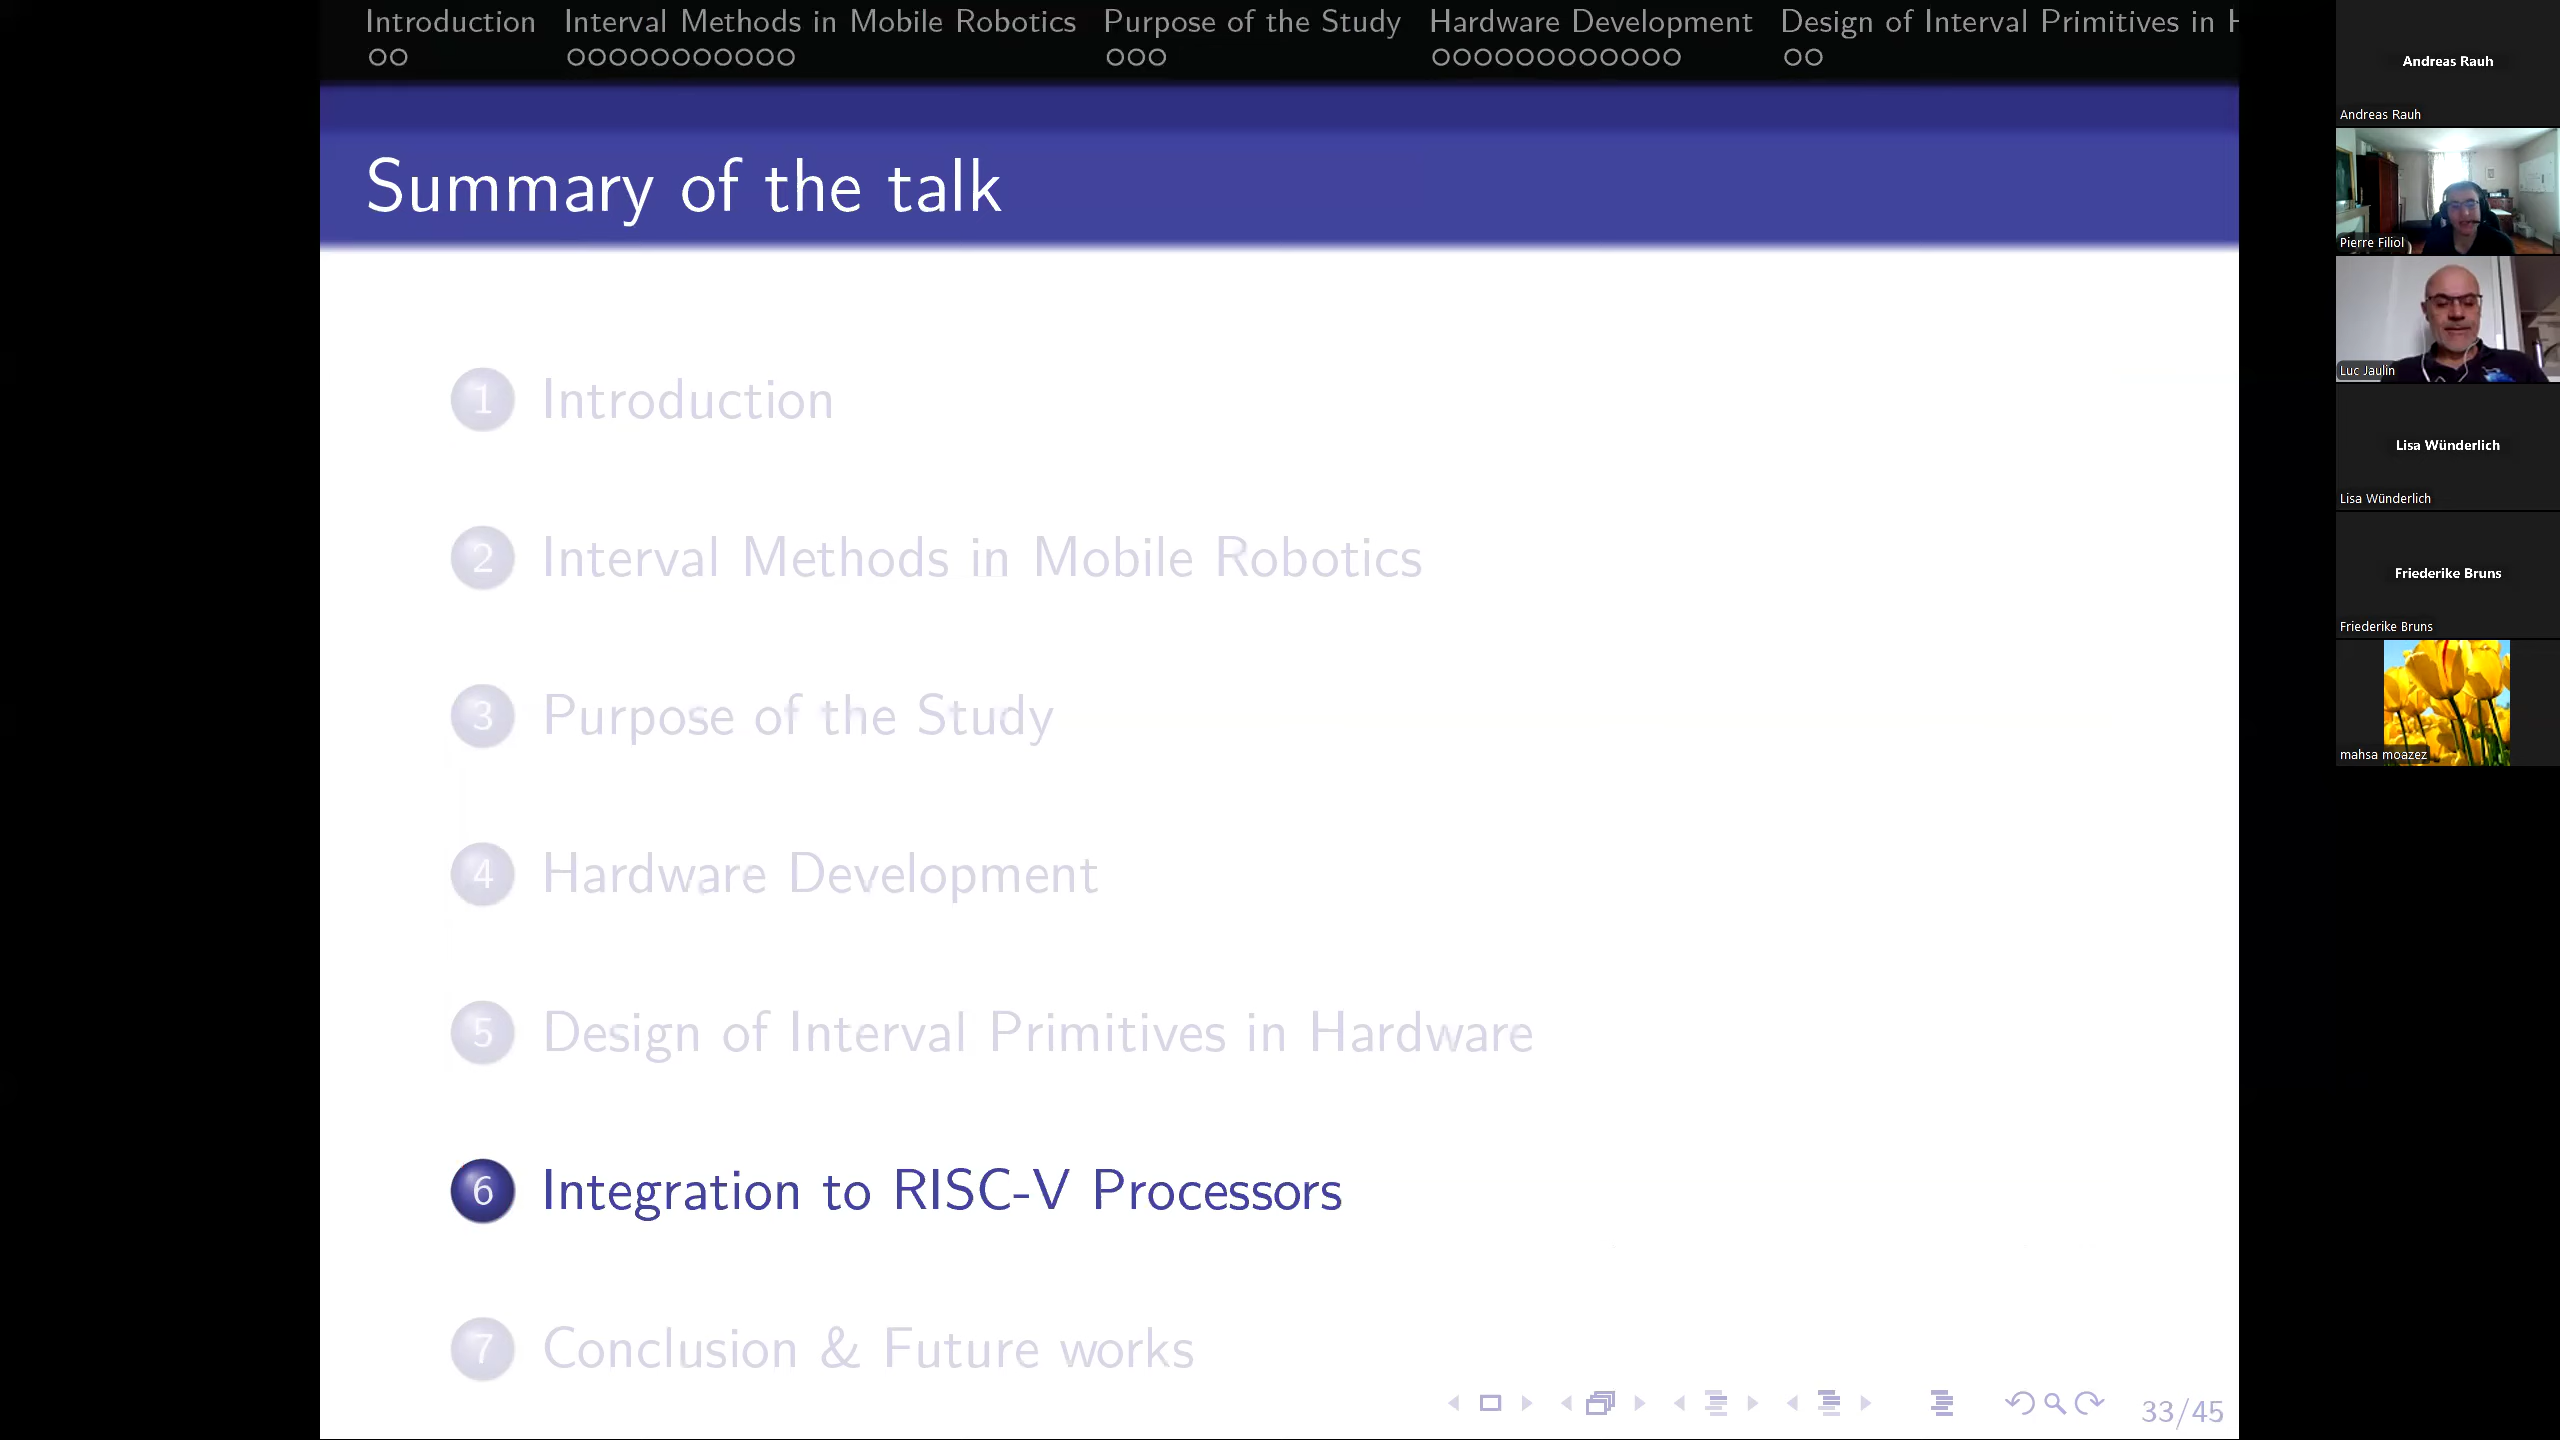 Introduction Interval Methods in Mobile Robotics Purpose of the Study Hardware Development Design of Interval Primitives in H
Summary of the talk
1 Introduction
2 Interval Methods in Mobile Robotics
3 Purpose of the Study
4 Hardware Development
5 Design of Interval Primitives in Hardware
6 Integration to RISC-V Processors
7 Conclusion & Future works
33/45
Andreas Rauh
Andreas Rauh
Pierre Filiol
Luc Jaulin
Lisa Wünderlich
Lisa Wünderlich
Friederike Bruns
Friederike Bruns
mahsa moazez